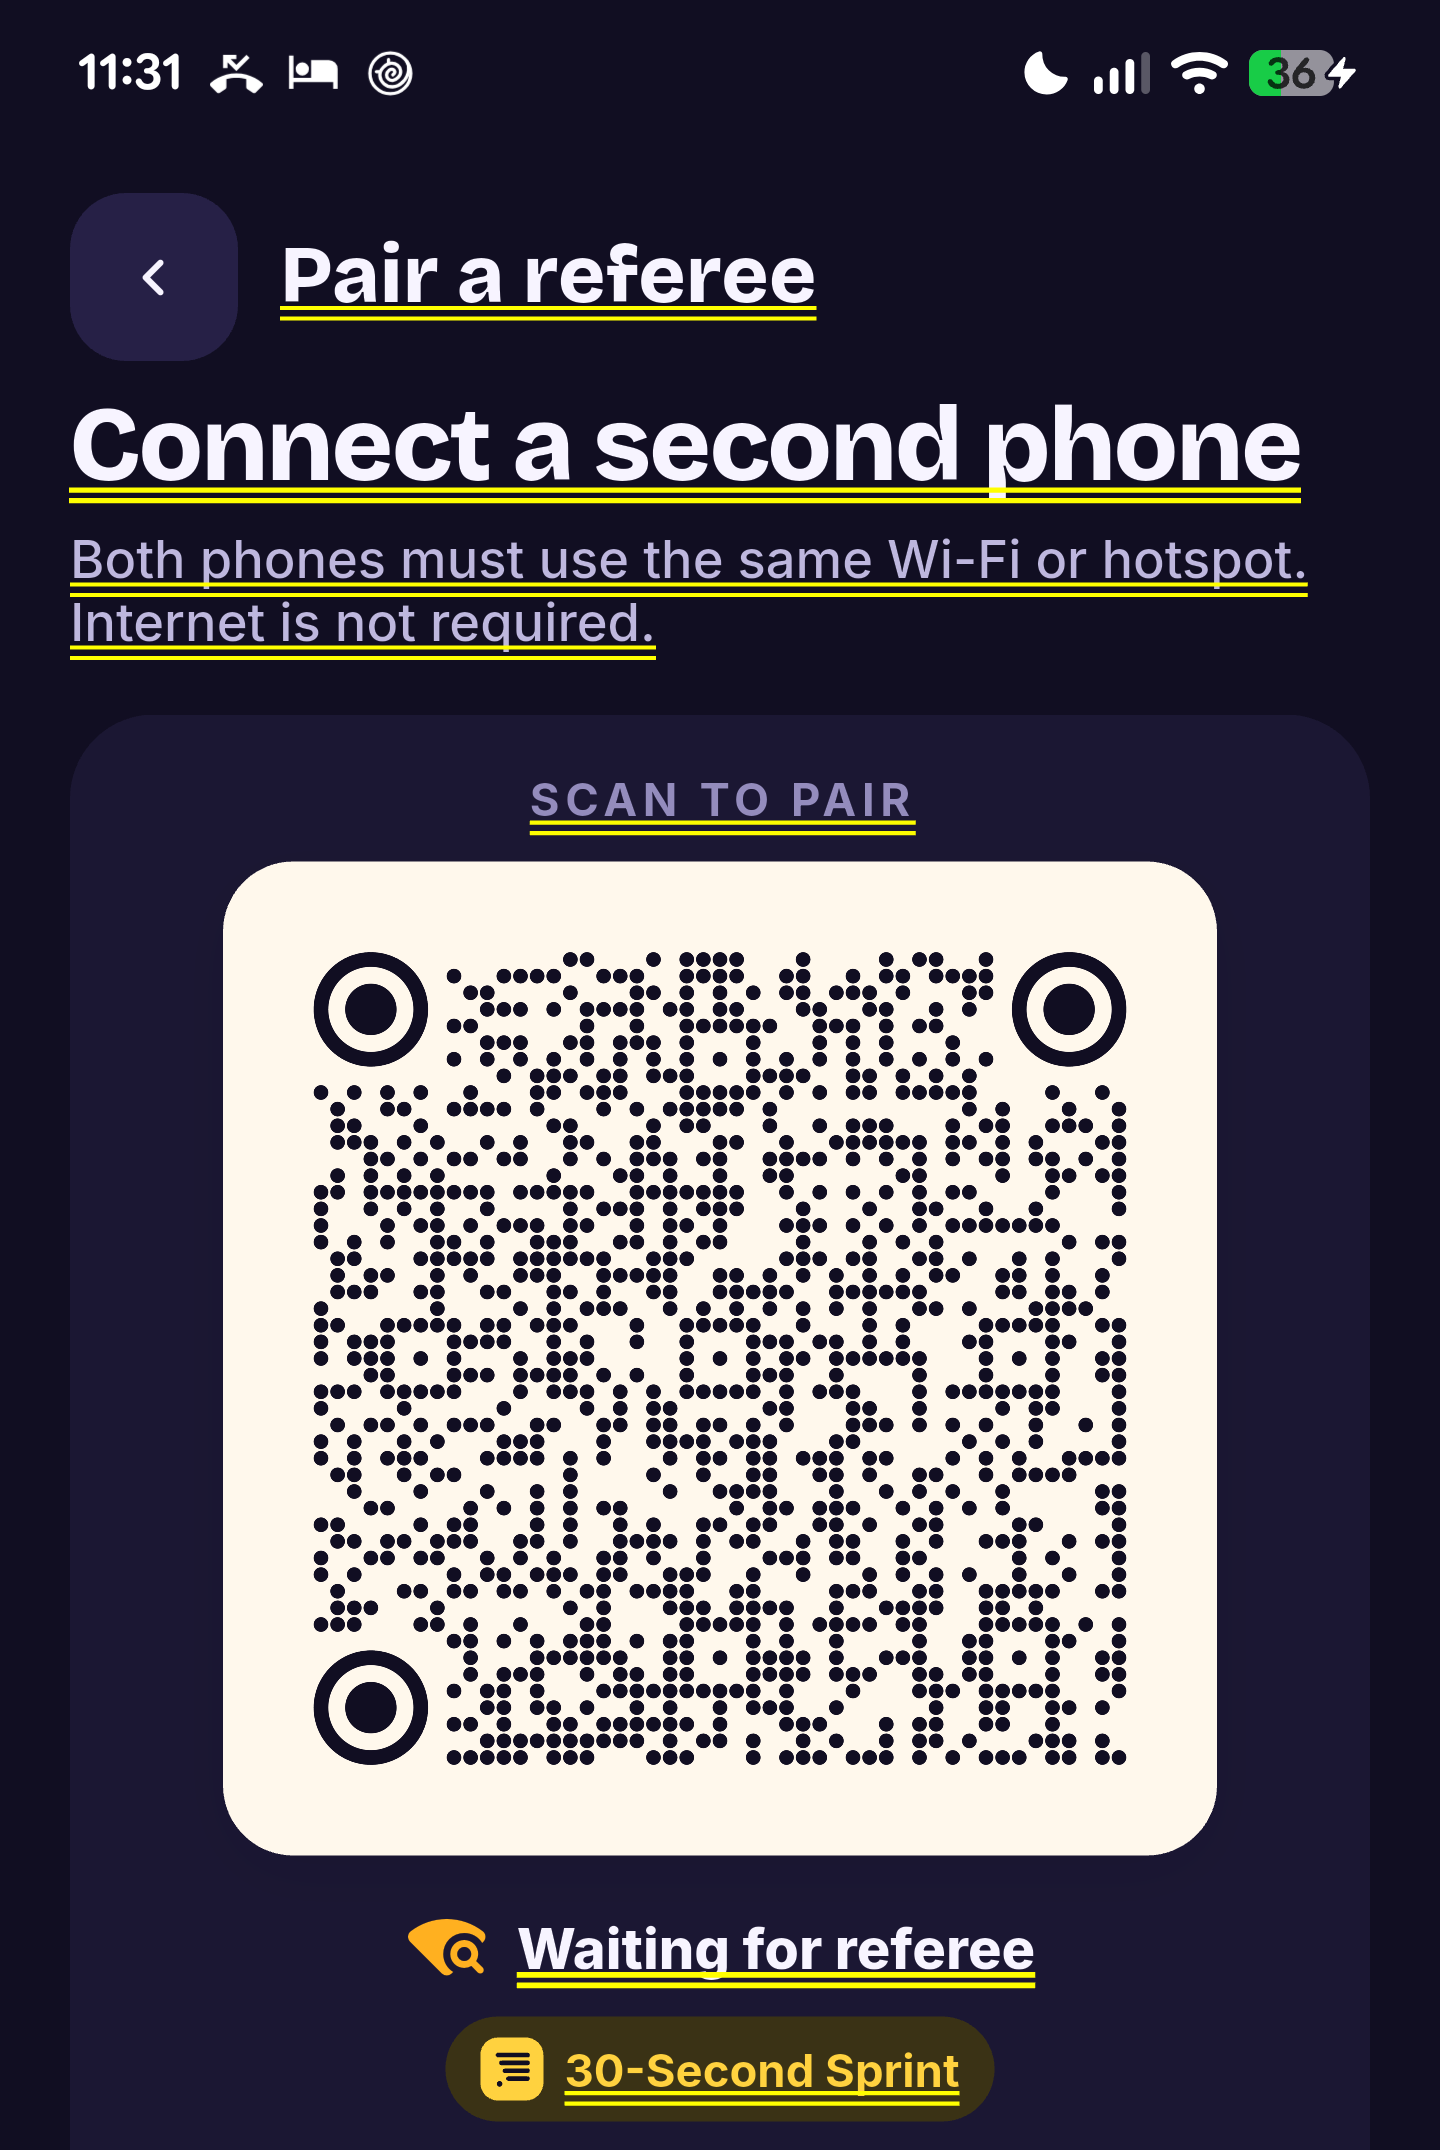 11:31
36
Pair a referee
Connect a second phone
Both phones must use the same Wi-Fi or hotspot.
Internet is not required.
SCAN TO PAIR
Waiting for referee
30-Second Sprint